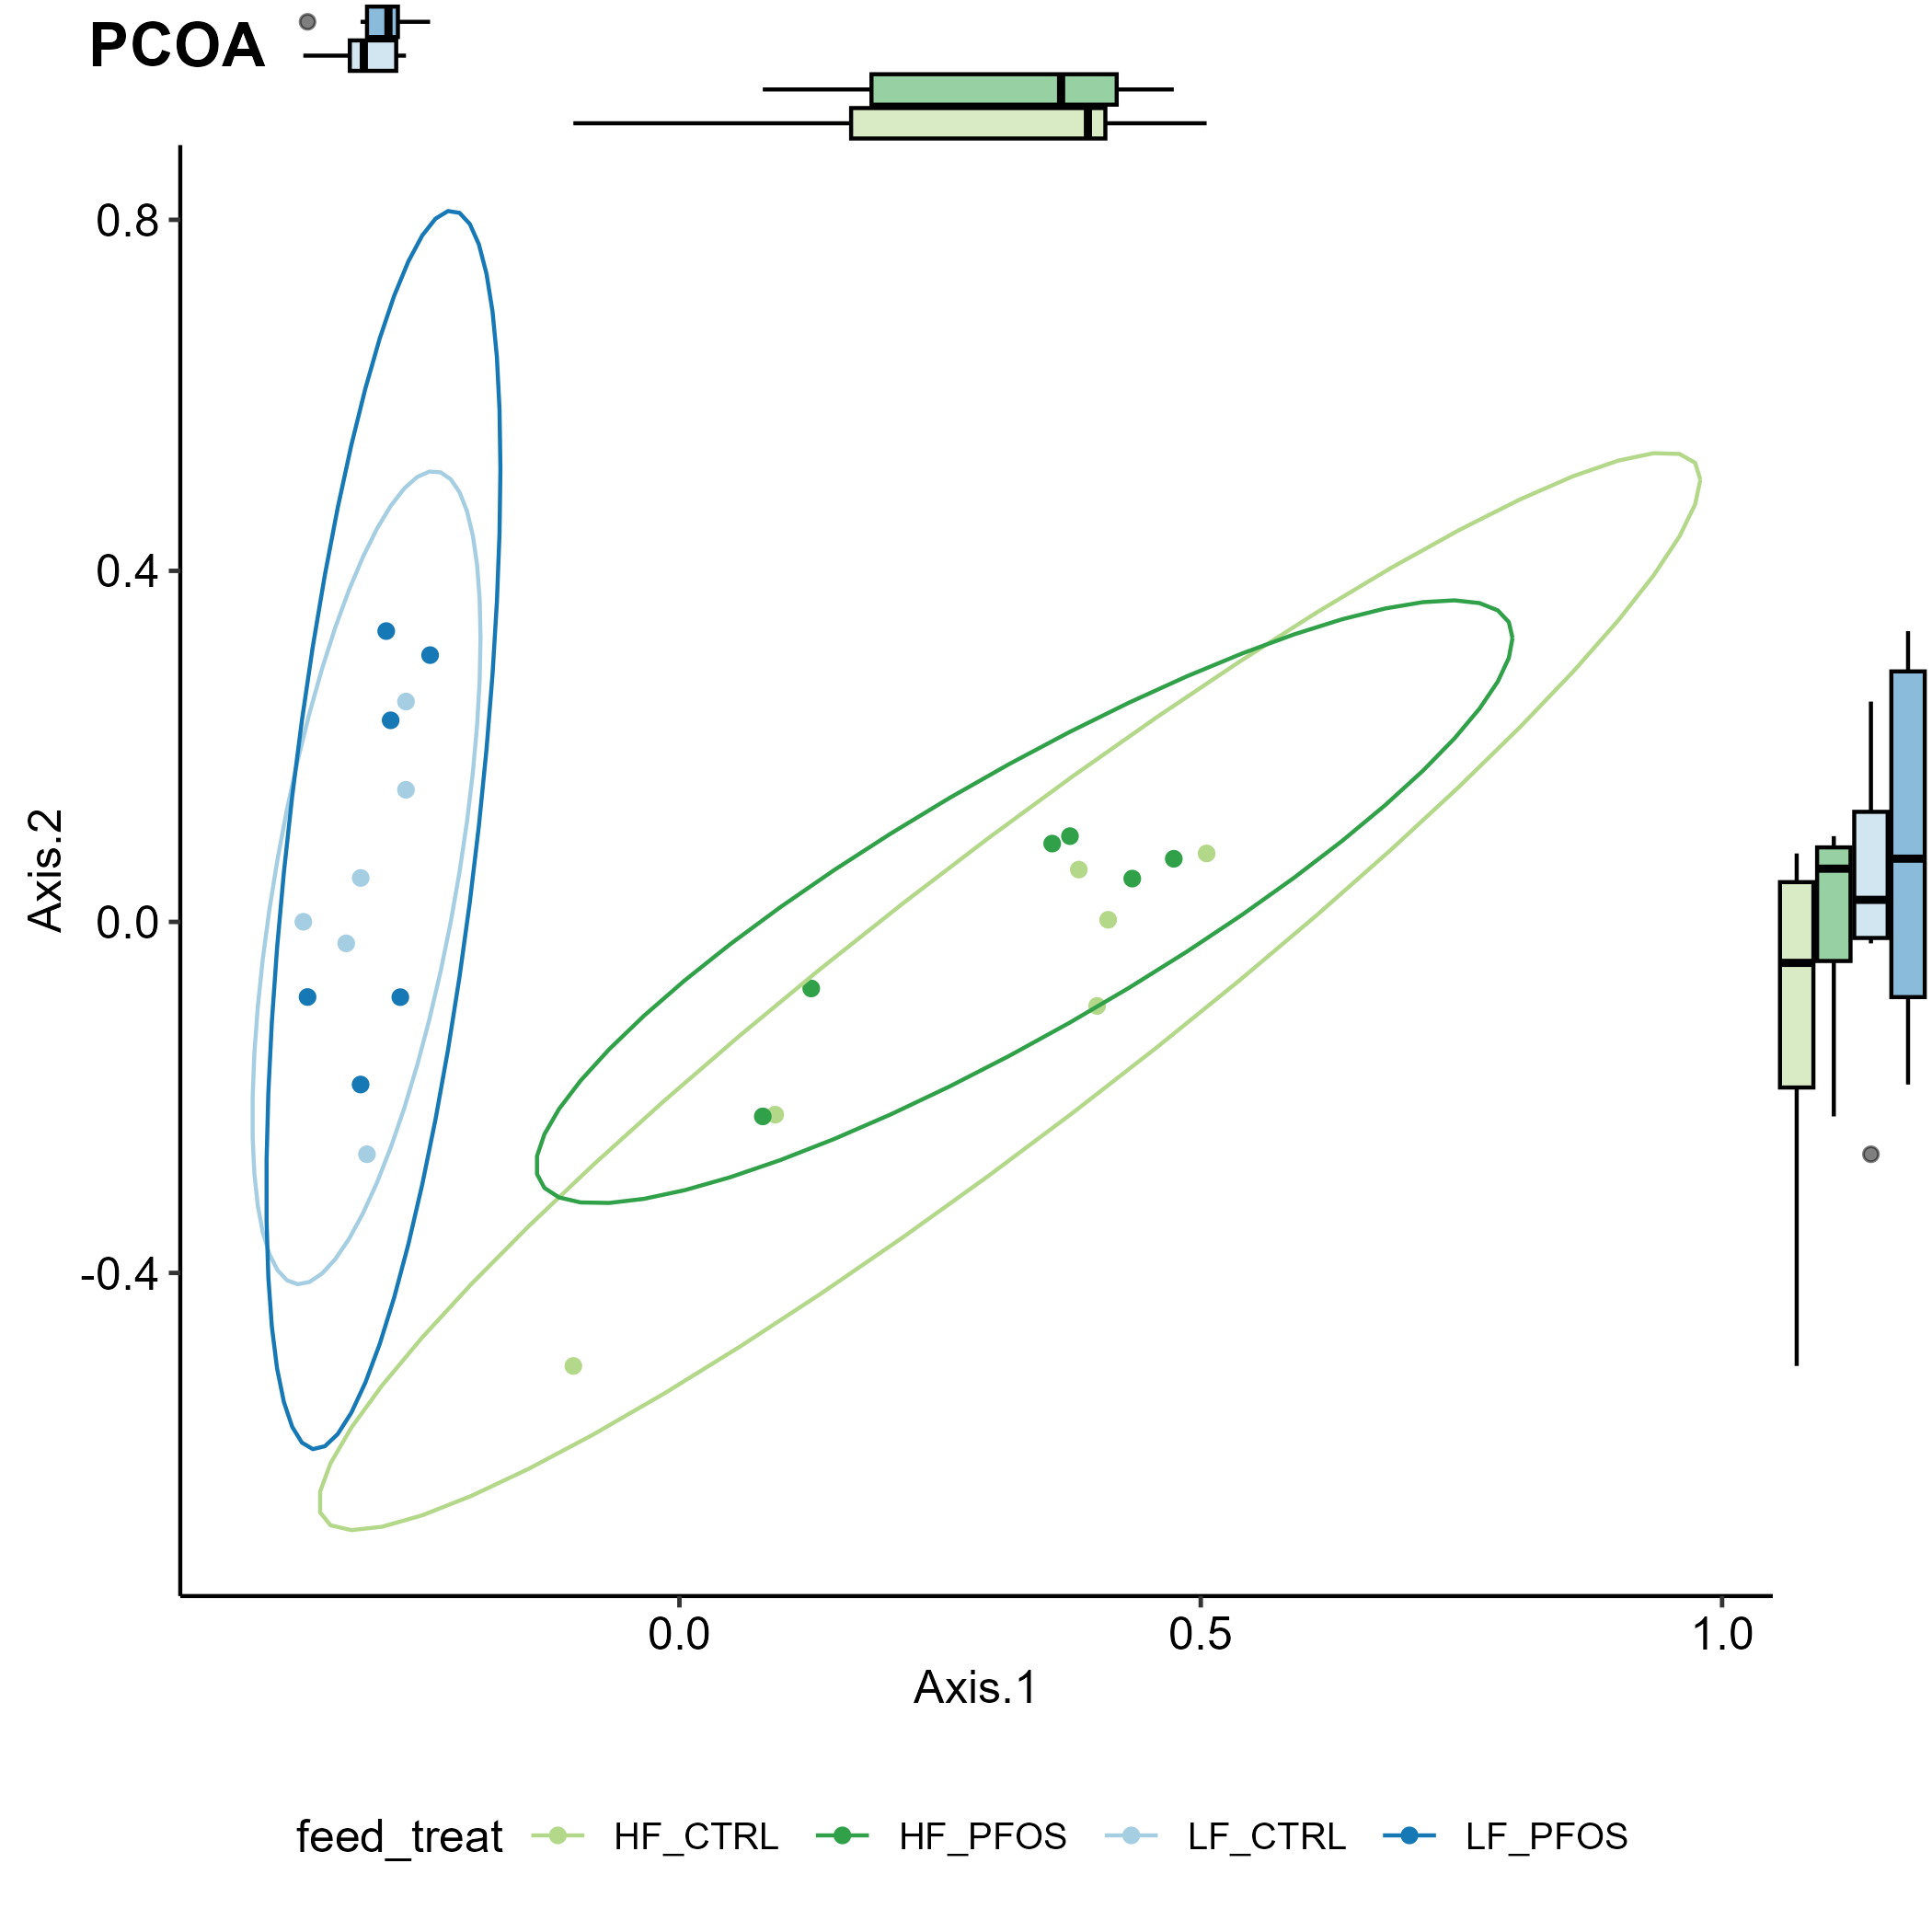 PCOA
0.8
0.4
0.0
-0.4
Axis.2
0.0 0.5 1.0
Axis.1
feed_treat HF_CTRL HF_PFOS LF_CTRL LF_PFOS